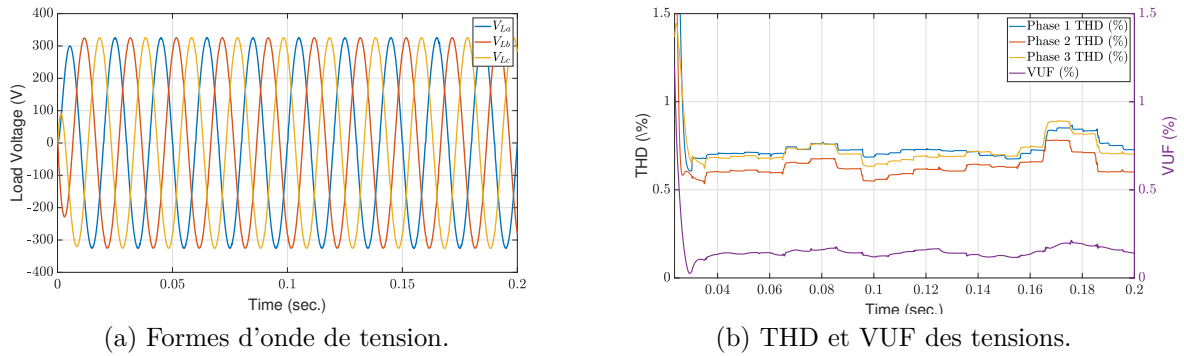 400
300
200
100
0
-100
-200
-300
-400
Load Voltage (V)
0
0.05
0.1
0.15
0.2
Time (sec.)
V_La
V_Lb
V_Lc
(a) Formes d'onde de tension.
1.5
1
0.5
0
THD (\%)
0.04
0.06
0.08
0.1
0.12
0.14
0.16
0.18
0.2
Time (sec.)
Phase 1 THD (%)
Phase 2 THD (%)
Phase 3 THD (%)
VUF (%)
1.5
1
0.5
0
VUF (%)
(b) THD et VUF des tensions.